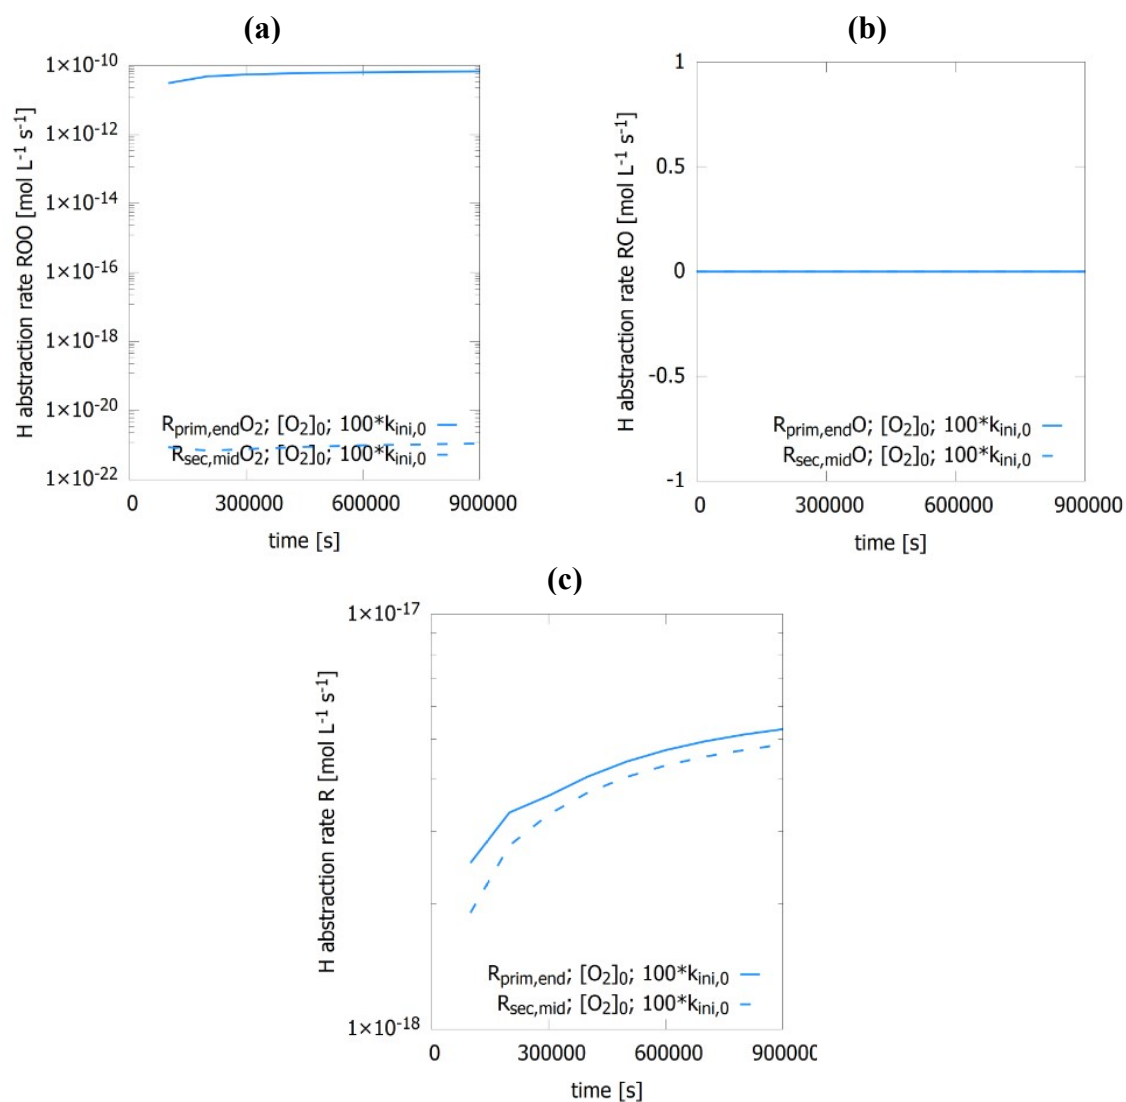 (a)
H abstraction rate ROO [mol L⁻¹ s⁻¹]
1×10⁻¹⁰
1×10⁻¹²
1×10⁻¹⁴
1×10⁻¹⁶
1×10⁻¹⁸
1×10⁻²⁰
1×10⁻²²
R_prim,endO₂; [O₂]₀; 100*k_ini,0
R_sec,midO₂; [O₂]₀; 100*k_ini,0
0 300000 600000 900000
time [s]
(b)
H abstraction rate RO [mol L⁻¹ s⁻¹]
1
0.5
0
-0.5
-1
R_prim,endO; [O₂]₀; 100*k_ini,0
R_sec,midO; [O₂]₀; 100*k_ini,0
0 300000 600000 900000
time [s]
(c)
H abstraction rate R [mol L⁻¹ s⁻¹]
1×10⁻¹⁷
1×10⁻¹⁸
R_prim,end; [O₂]₀; 100*k_ini,0
R_sec,mid; [O₂]₀; 100*k_ini,0
0 300000 600000 900000
time [s]